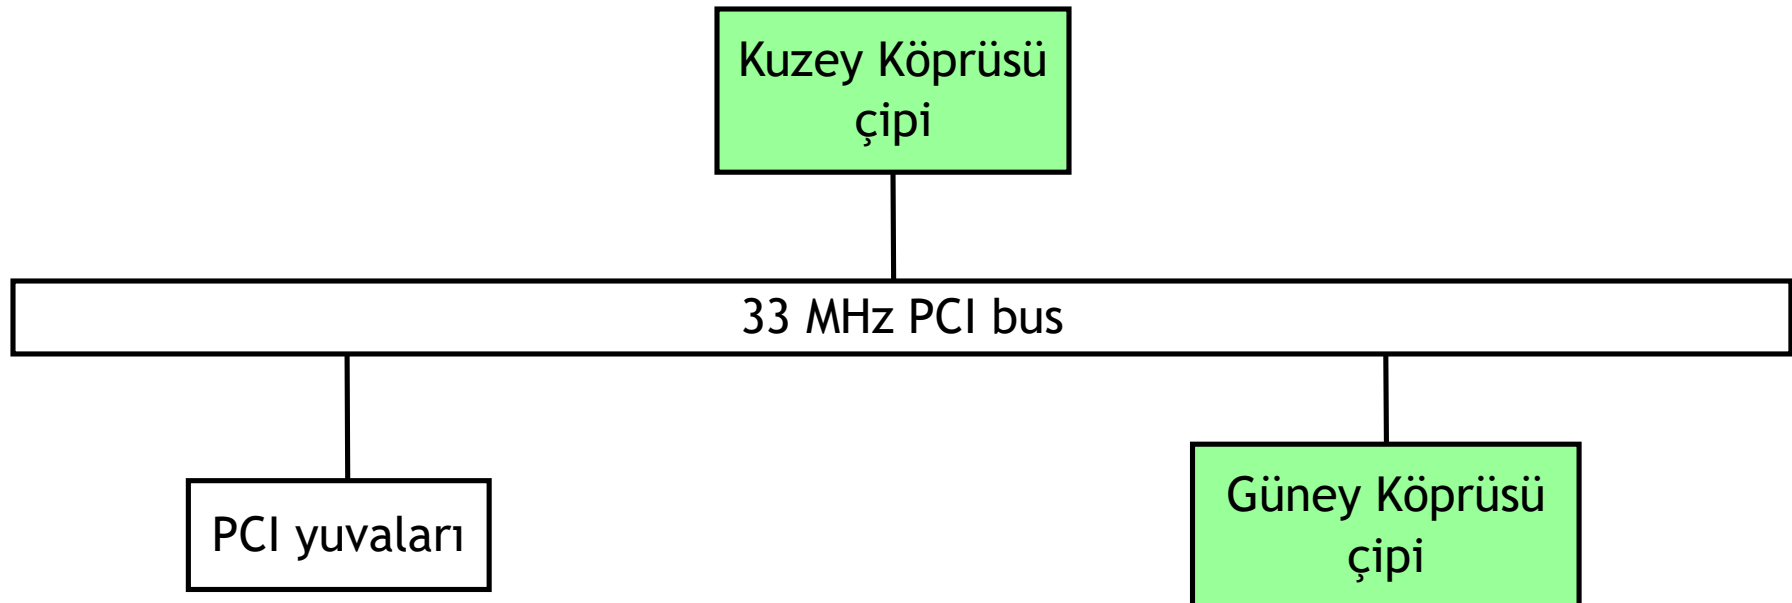 Kuzey Köprüsü
çipi
33 MHz PCI bus
PCI yuvaları
Güney Köprüsü
çipi